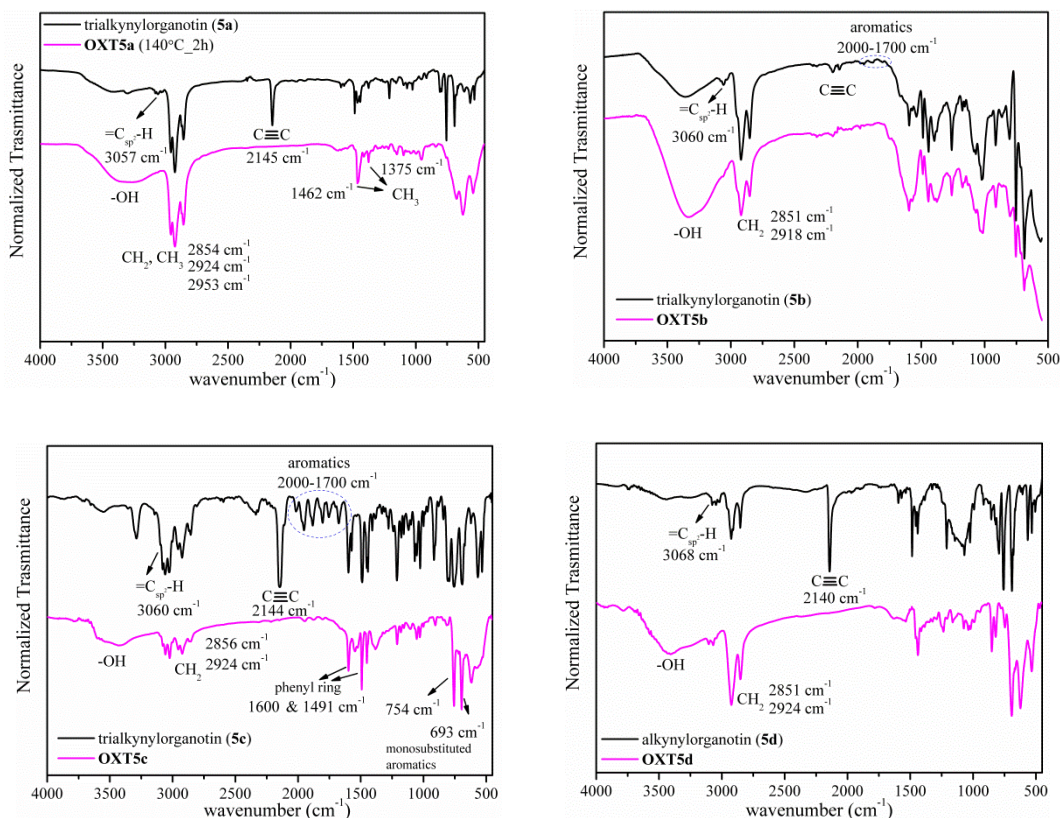 trialkynylorganotin (5a)
OXT5a (140°C_2h)
=C_sp²-H
3057 cm⁻¹
C≡C
2145 cm⁻¹
-OH
1462 cm⁻¹
1375 cm⁻¹
CH₃
CH₂, CH₃
2854 cm⁻¹
2924 cm⁻¹
2953 cm⁻¹
Normalized Trasmittance
4000 3500 3000 2500 2000 1500 1000 500
wavenumber (cm⁻¹)
aromatics
2000-1700 cm⁻¹
=C_sp²-H
3060 cm⁻¹
C≡C
-OH
CH₂
2851 cm⁻¹
2918 cm⁻¹
trialkynylorganotin (5b)
OXT5b
Normalized Trasmittance
4000 3500 3000 2500 2000 1500 1000 500
wavenumber (cm⁻¹)
aromatics
2000-1700 cm⁻¹
=C_sp²-H
3060 cm⁻¹
C≡C
2144 cm⁻¹
-OH
CH₂
2856 cm⁻¹
2924 cm⁻¹
phenyl ring
1600 & 1491 cm⁻¹
754 cm⁻¹
693 cm⁻¹
monosubstituted
aromatics
trialkynylorganotin (5c)
OXT5c
Normalized Trasmittance
4000 3500 3000 2500 2000 1500 1000 500
wavenumber (cm⁻¹)
=C_sp²-H
3068 cm⁻¹
C≡C
2140 cm⁻¹
-OH
CH₂
2851 cm⁻¹
2924 cm⁻¹
alkynylorganotin (5d)
OXT5d
Normalized Trasmittance
4000 3500 3000 2500 2000 1500 1000 500
wavenumber (cm⁻¹)